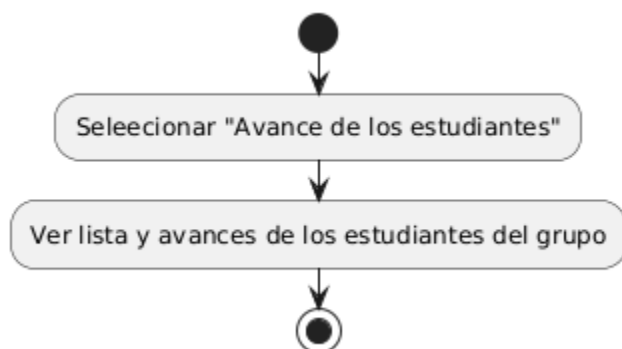 Seleecionar "Avance de los estudiantes"
Ver lista y avances de los estudiantes del grupo